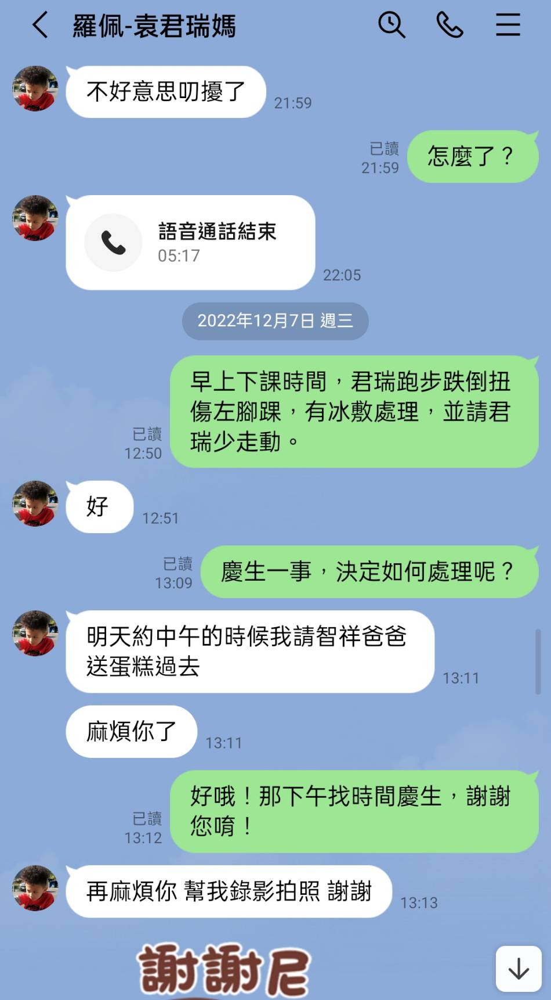 羅佩-袁君瑞媽
不好意思叨擾了
21:59
已讀
21:59
怎麼了？
語音通話結束
05:17
22:05
2022年12月7日 週三
早上下課時間，君瑞跑步跌倒扭
傷左腳踝，有冰敷處理，並請君
瑞少走動。
已讀
12:50
好
12:51
已讀
13:09
慶生一事，決定如何處理呢？
明天約中午的時候我請智祥爸爸
送蛋糕過去
13:11
麻煩你了
13:11
好哦！那下午找時間慶生，謝謝
您唷！
已讀
13:12
再麻煩你 幫我錄影拍照 謝謝
13:13
謝謝尼